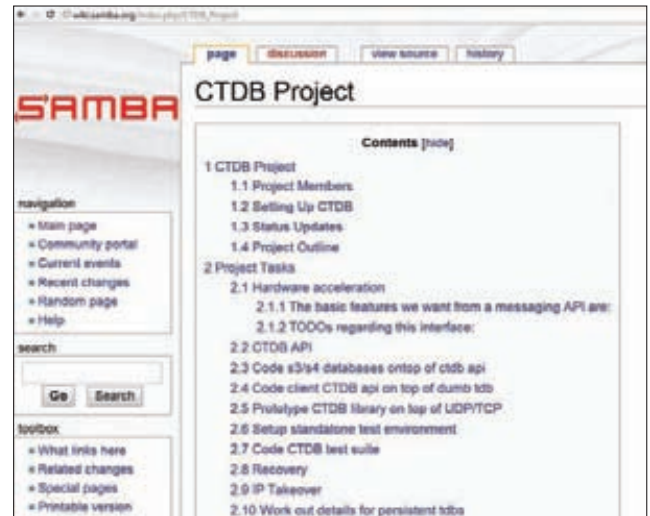 wiki.samba.org/index.php/CTDB_Project
page discussion view source history
SAMBA
CTDB Project
Contents [hide]
1 CTDB Project
1.1 Project Members
1.2 Setting Up CTDB
1.3 Status Updates
1.4 Project Outline
2 Project Tasks
2.1 Hardware acceleration
2.1.1 The basic features we want from a messaging API are:
2.1.2 TODOs regarding this interface:
2.2 CTDB API
2.3 Code s3/s4 databases ontop of ctdb api
2.4 Code client CTDB api on top of dumb tdb
2.5 Prototype CTDB library on top of UDP/TCP
2.6 Setup standalone test environment
2.7 Code CTDB test suite
2.8 Recovery
2.9 IP Takeover
2.10 Work out details for persistent tdbs
navigation
Main page
Community portal
Current events
Recent changes
Random page
Help
search
Go Search
toolbox
What links here
Related changes
Special pages
Printable version